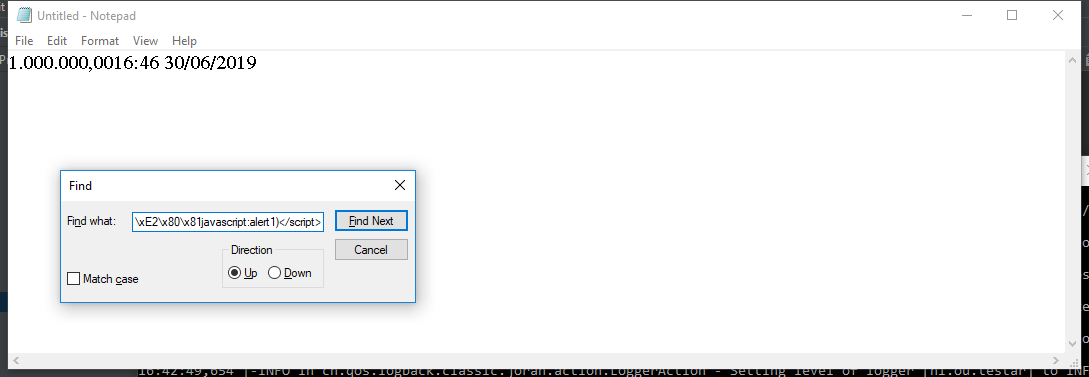 Untitled - Notepad
File Edit Format View Help
1.000.000,0016:46 30/06/2019
Find
Find what: \xE2\x80\x81javascript:alert1)</script> Find Next
Cancel
Direction
Up Down
Match case
16:42:49,654 |-INFO in ch.qos.logback.classic.joran.action.LoggerAction - Setting level of logger [nl.ou.testar] to INF